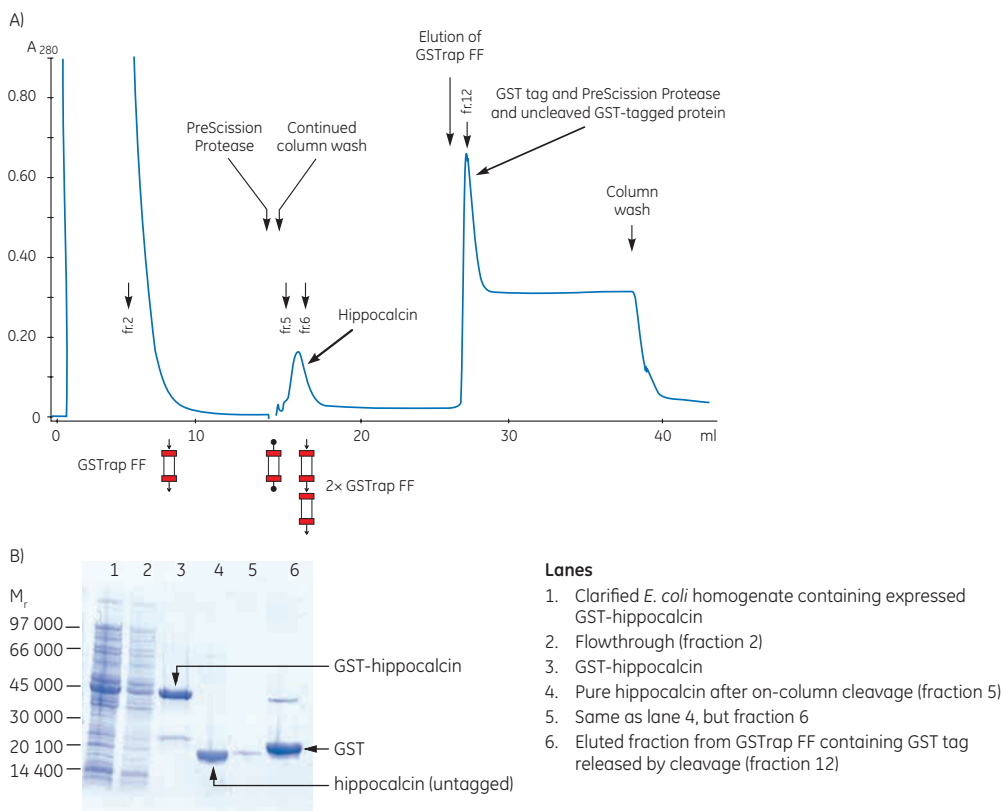 A)
A 280
0.80
0.60
0.40
0.20
0
0
10
20
30
40
ml
fr.2
PreScission
Protease
Continued
column wash
fr.5
fr.6
Hippocalcin
Elution of
GSTrap FF
fr.12
GST tag and PreScission Protease
and uncleaved GST-tagged protein
Column
wash
GSTrap FF
2× GSTrap FF
B)
1 2 3 4 5 6
Mr
97 000
66 000
45 000
30 000
20 100
14 400
GST-hippocalcin
GST
hippocalcin (untagged)
Lanes
1. Clarified E. coli homogenate containing expressed
GST-hippocalcin
2. Flowthrough (fraction 2)
3. GST-hippocalcin
4. Pure hippocalcin after on-column cleavage (fraction 5)
5. Same as lane 4, but fraction 6
6. Eluted fraction from GSTrap FF containing GST tag
released by cleavage (fraction 12)